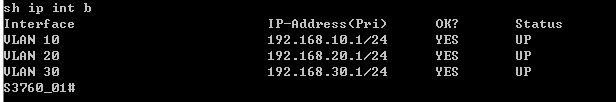 sh ip int b
Interface IP-Address(Pri) OK? Status
VLAN 10 192.168.10.1/24 YES UP
VLAN 20 192.168.20.1/24 YES UP
VLAN 30 192.168.30.1/24 YES UP
S3760_01#